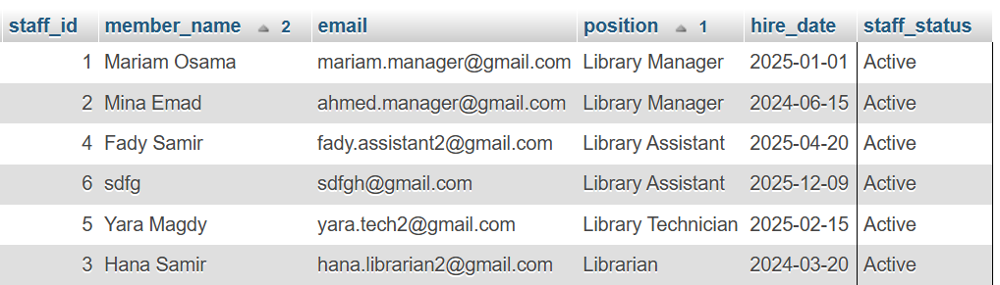 staff_id member_name 2 email position 1 hire_date staff_status
1 Mariam Osama mariam.manager@gmail.com Library Manager 2025-01-01 Active
2 Mina Emad ahmed.manager@gmail.com Library Manager 2024-06-15 Active
4 Fady Samir fady.assistant2@gmail.com Library Assistant 2025-04-20 Active
6 sdfg sdfgh@gmail.com Library Assistant 2025-12-09 Active
5 Yara Magdy yara.tech2@gmail.com Library Technician 2025-02-15 Active
3 Hana Samir hana.librarian2@gmail.com Librarian 2024-03-20 Active